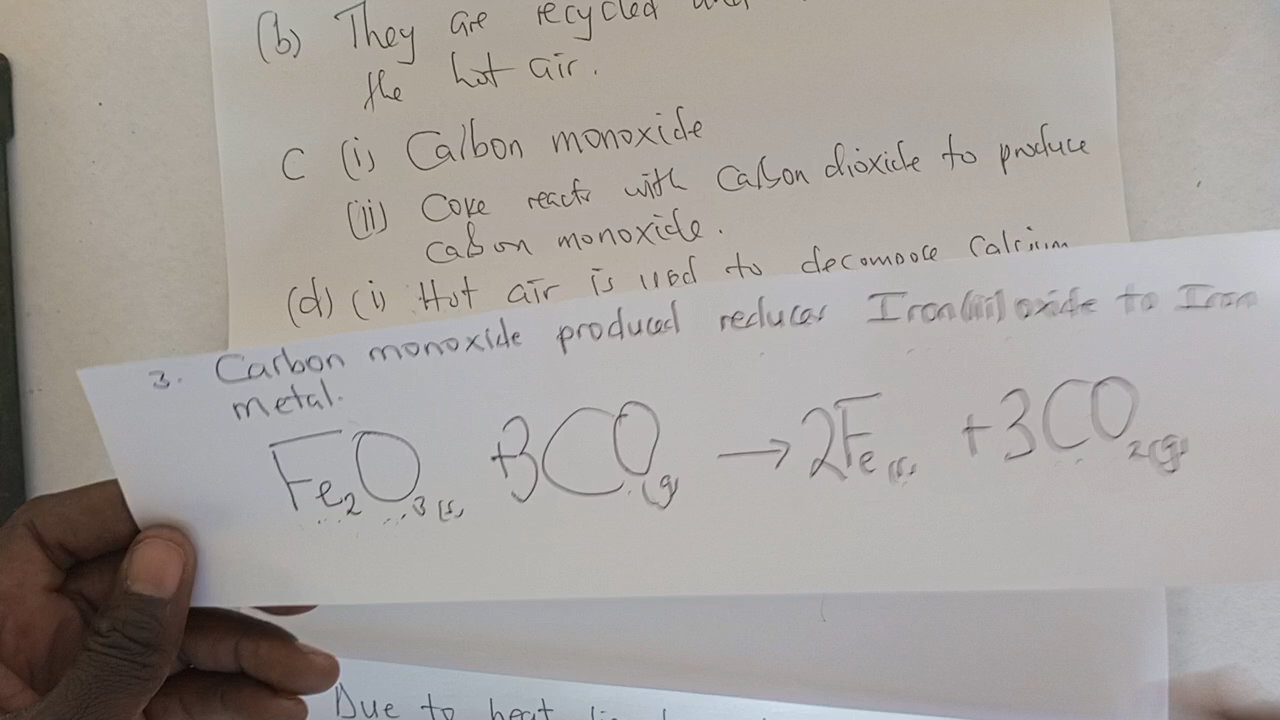 (b) They are recycled
the hot air.
C (i) Calbon monoxide
(ii) Coke reacts with Carbon dioxide to produce
carbon monoxide.
(d) (i) Hot air is used to decompose Calcium
3. Carbon monoxide produced reduces Iron(iii) oxide to Iron
metal.
Fe₂O₃(s) +3CO(g) → 2Fe(s) +3CO₂(g)
Due to heat